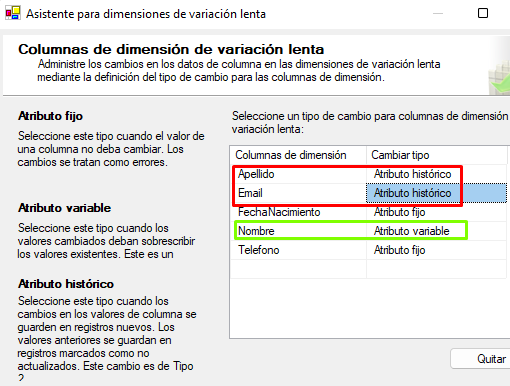 Asistente para dimensiones de variación lenta
Columnas de dimensión de variación lenta
Administre los cambios en los datos de columna en las dimensiones de variación lenta
mediante la definición del tipo de cambio para las columnas de dimensión.
Atributo fijo
Seleccione este tipo cuando el valor de
una columna no deba cambiar. Los
cambios se tratan como errores.
Atributo variable
Seleccione este tipo cuando los
valores cambiados deban sobrescribir
los valores existentes. Este es un
Atributo histórico
Seleccione este tipo cuando los
cambios en los valores de columna se
guarden en registros nuevos. Los
valores anteriores se guardan en
registros marcados como no
actualizados. Este cambio es de Tipo
2
Seleccione un tipo de cambio para columnas de dimensión
variación lenta:
Columnas de dimensión Cambiar tipo
Apellido Atributo histórico
Email Atributo histórico
FechaNacimiento Atributo fijo
Nombre Atributo variable
Telefono Atributo fijo
Quitar